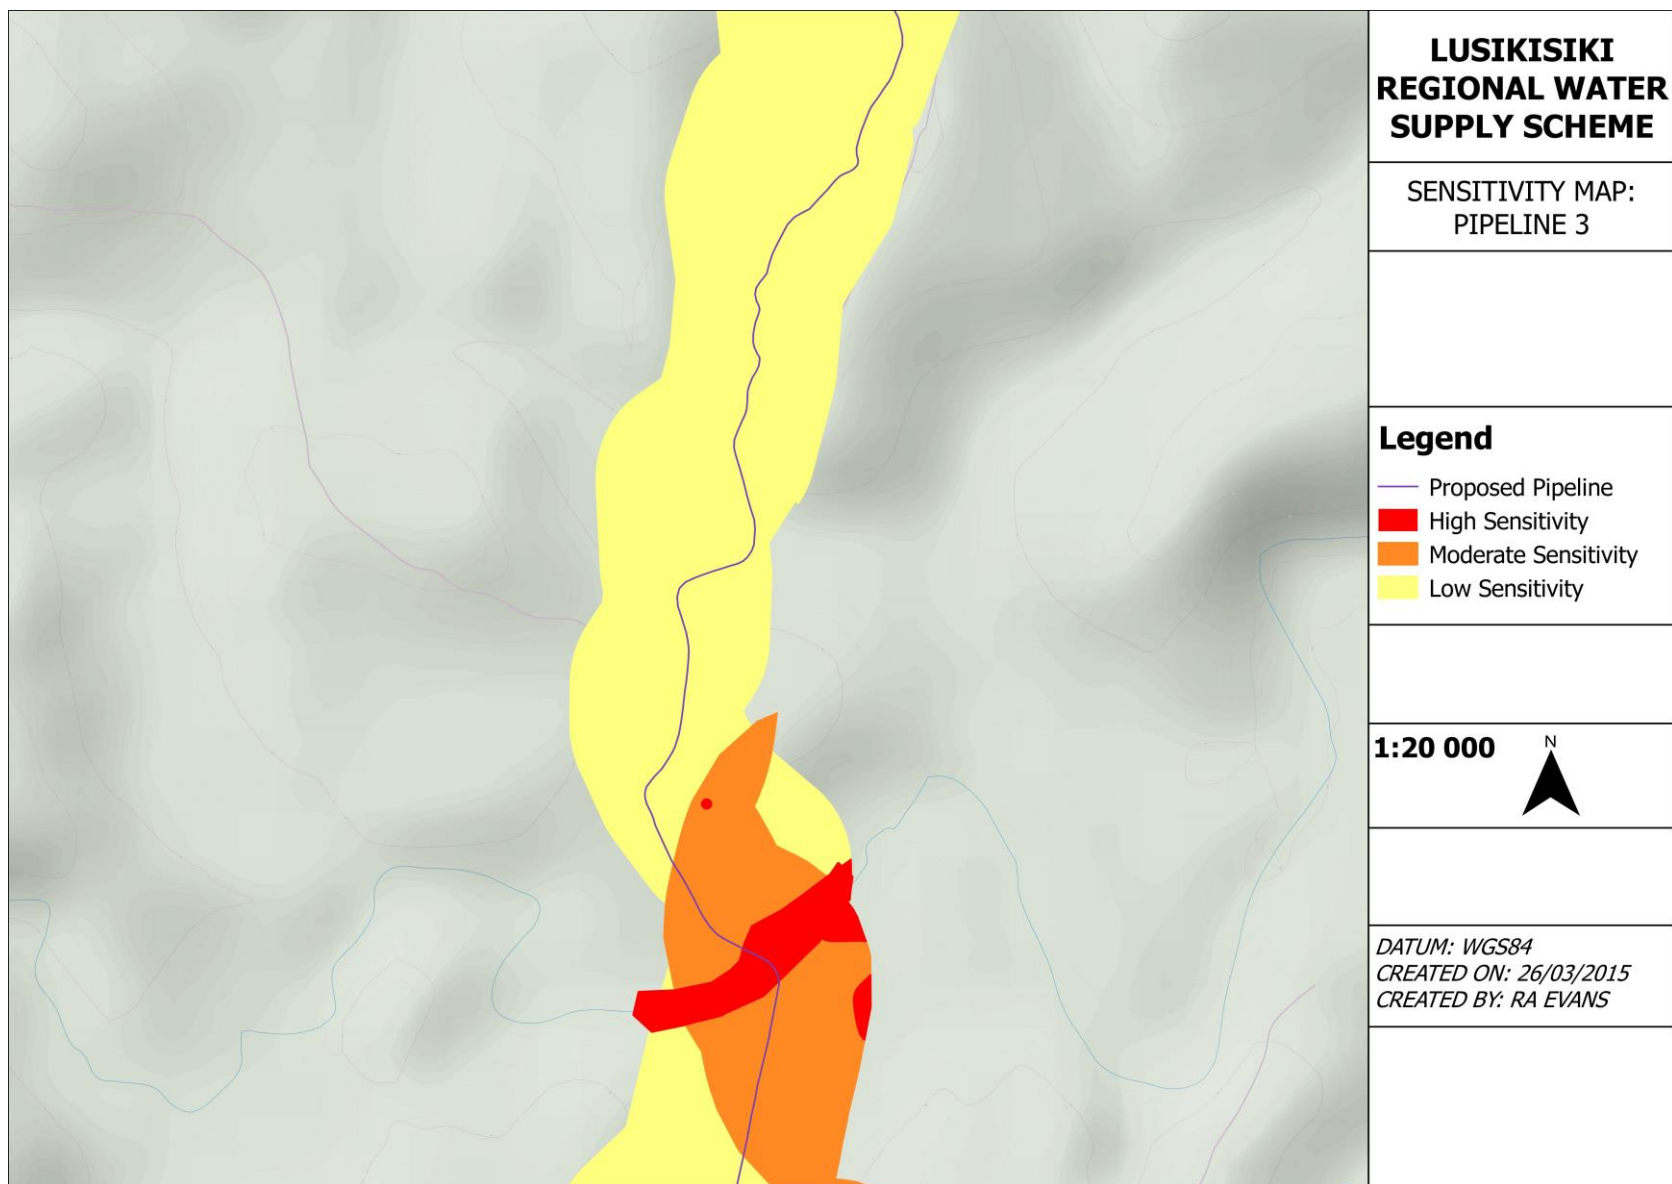 LUSIKISIKI
REGIONAL WATER
SUPPLY SCHEME
SENSITIVITY MAP:
PIPELINE 3
Legend
Proposed Pipeline
High Sensitivity
Moderate Sensitivity
Low Sensitivity
1:20 000
N
DATUM: WGS84
CREATED ON: 26/03/2015
CREATED BY: RA EVANS